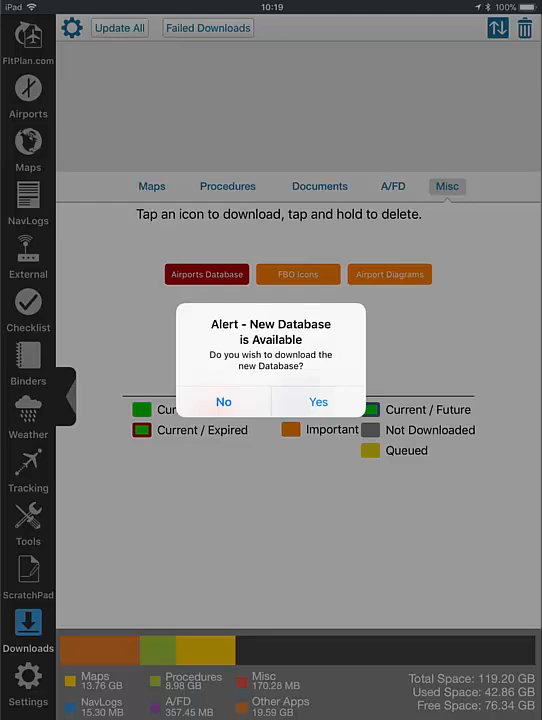 iPad 10:19 100%
Update All Failed Downloads
FltPlan.com
Airports
Maps
NavLogs
External
Checklist
Binders
Weather
Tracking
Tools
ScratchPad
Downloads
Settings
Maps Procedures Documents A/FD Misc
Tap an icon to download, tap and hold to delete.
Airports Database FBO Icons Airport Diagrams
Alert - New Database
is Available
Do you wish to download the
new Database?
No Yes
Cur Current / Future
Current / Expired Important Not Downloaded
Queued
Maps Procedures Misc
13.76 GB 8.98 GB 170.28 MB
NavLogs A/FD Other Apps
15.30 MB 357.45 MB 19.59 GB
Total Space: 119.20 GB
Used Space: 42.86 GB
Free Space: 76.34 GB